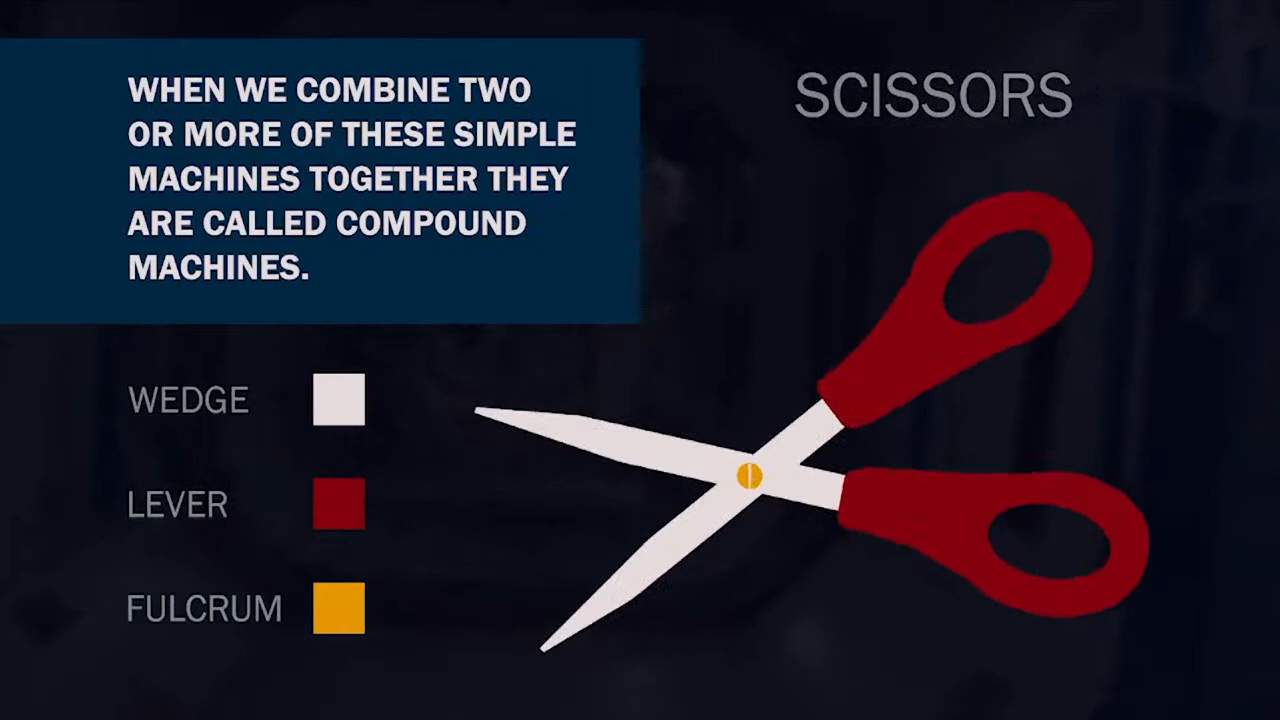 WHEN WE COMBINE TWO
OR MORE OF THESE SIMPLE
MACHINES TOGETHER THEY
ARE CALLED COMPOUND
MACHINES.
SCISSORS
WEDGE
LEVER
FULCRUM